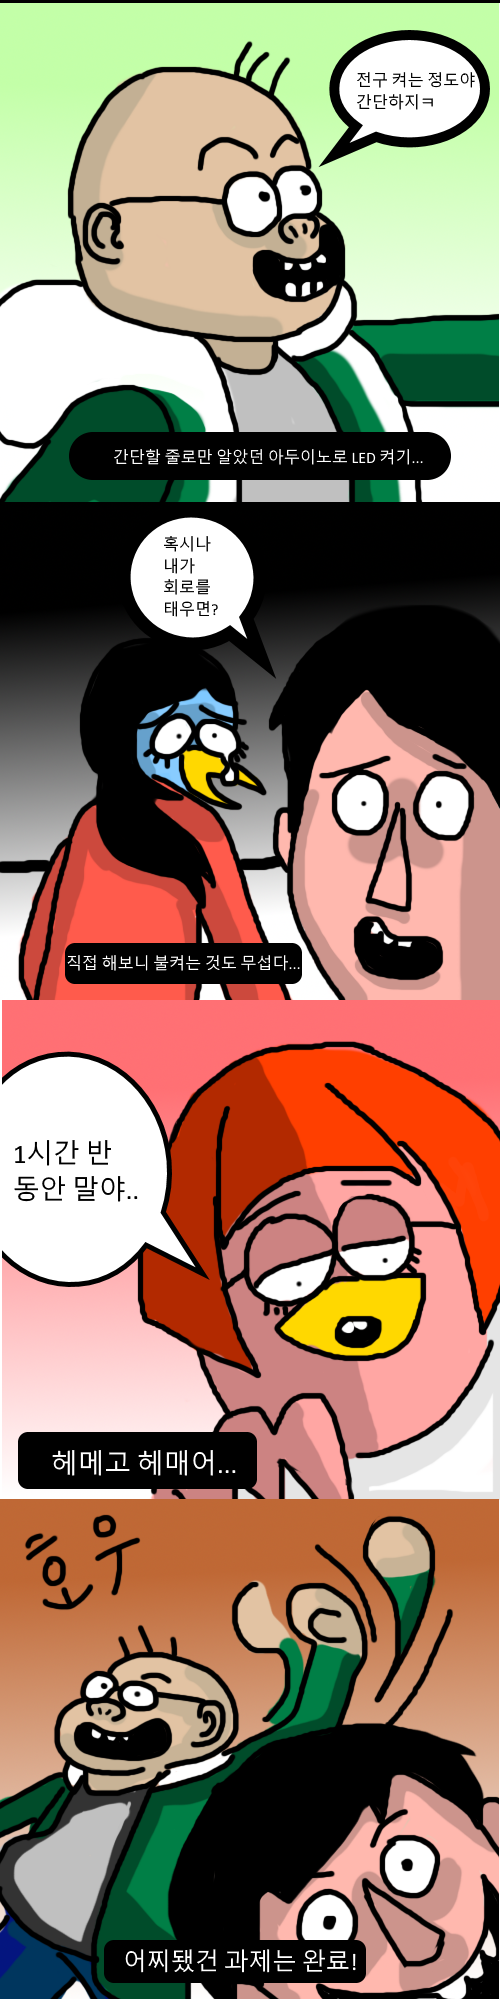 전구 켜는 정도야
간단하지ㅋ
간단할 줄로만 알았던 아두이노로 LED 켜기...
혹시나
내가
회로를
태우면?
직접 해보니 불켜는 것도 무섭다...
1시간 반
동안 말야..
헤메고 헤매어...
호우
어찌됐건 과제는 완료!